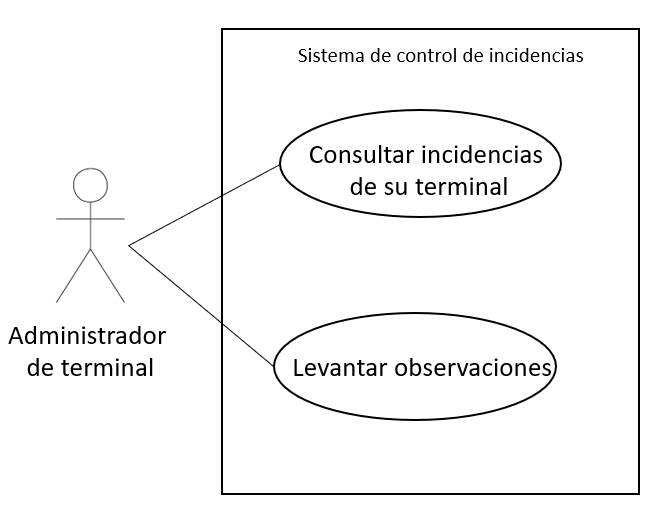 Sistema de control de incidencias
Consultar incidencias
de su terminal
Administrador
de terminal
Levantar observaciones